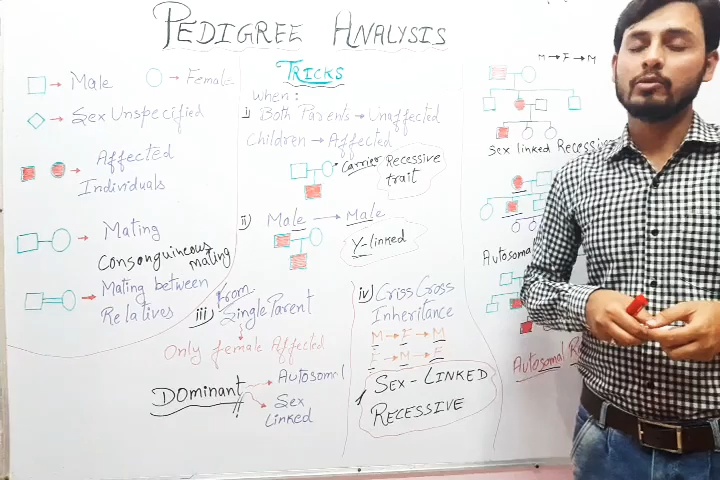 PEDIGREE ANALYSIS
→ Male
→ Female
→ Sex Unspecified
→ Affected
Individuals
→ Mating
Consanguineous
mating
→ Mating between
Relatives
TRICKS
when:
i) Both Parents → Unaffected
Children → Affected
Carrier
Recessive
trait
ii) Male → Male
Y-linked
iii) from
Single Parent
Only female Affected
DOminant
→ Autosomal
→ Sex
Linked
iv) Criss Cross
Inheritance
M → F → M
F → M → F
SEX-LINKED
RECESSIVE
M → F → M
Sex linked Recessive
Autosomal
Autosomal